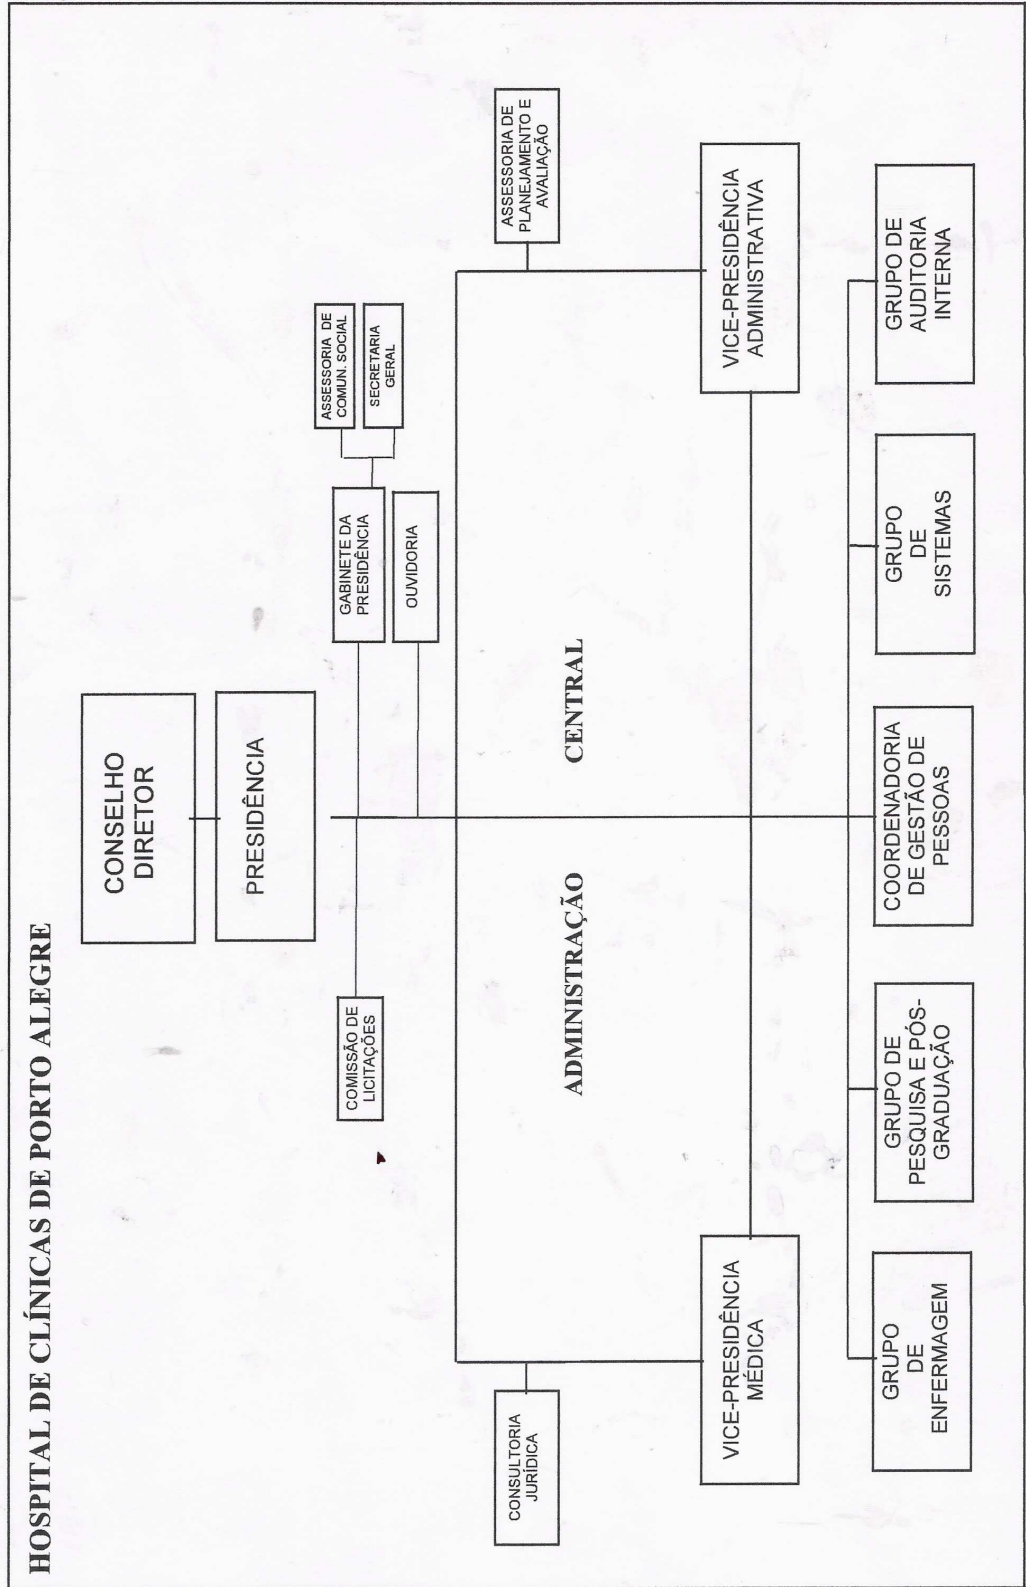 HOSPITAL DE CLÍNICAS DE PORTO ALEGRE
CONSELHO
DIRETOR
PRESIDÊNCIA
COMISSÃO DE
LICITAÇÕES
GABINETE DA
PRESIDÊNCIA
ASSESSORIA DE
COMUN. SOCIAL
SECRETARIA
GERAL
OUVIDORIA
CONSULTORIA
JURÍDICA
ADMINISTRAÇÃO CENTRAL
ASSESSORIA DE
PLANEJAMENTO E
AVALIAÇÃO
VICE-PRESIDÊNCIA
MÉDICA
VICE-PRESIDÊNCIA
ADMINISTRATIVA
GRUPO
DE
ENFERMAGEM
GRUPO DE
PESQUISA E PÓS-
GRADUAÇÃO
COORDENADORIA
DE GESTÃO DE
PESSOAS
GRUPO
DE
SISTEMAS
GRUPO DE
AUDITORIA
INTERNA